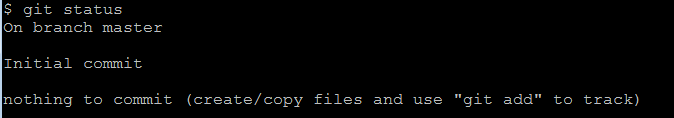 $ git status
On branch master
Initial commit
nothing to commit (create/copy files and use "git add" to track)